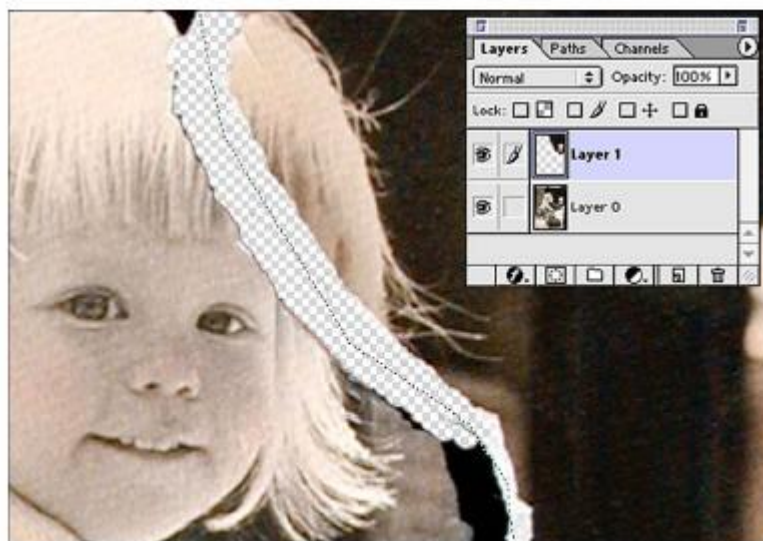 Layers Paths Channels
Normal Opacity: 100%
Lock:
Layer 1
Layer 0